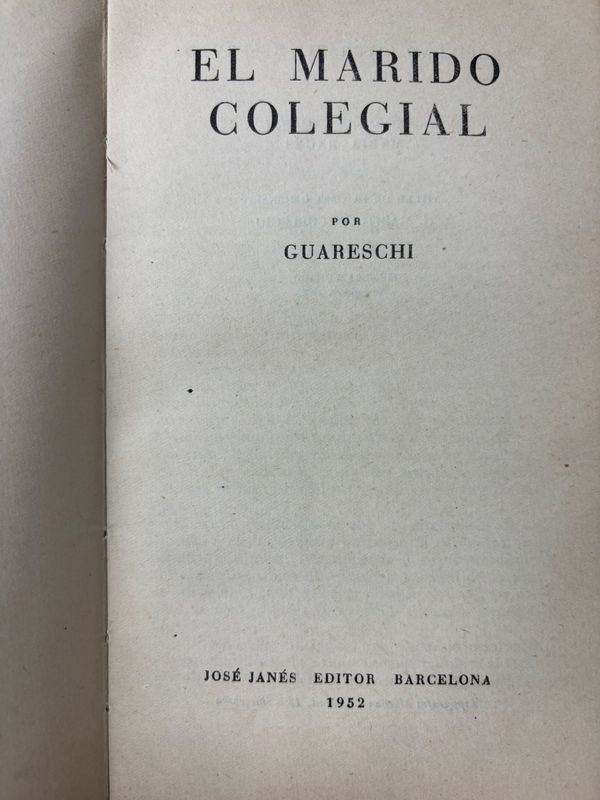 EL MARIDO
COLEGIAL
POR
GUARESCHI
JOSÉ JANÉS EDITOR BARCELONA
1952